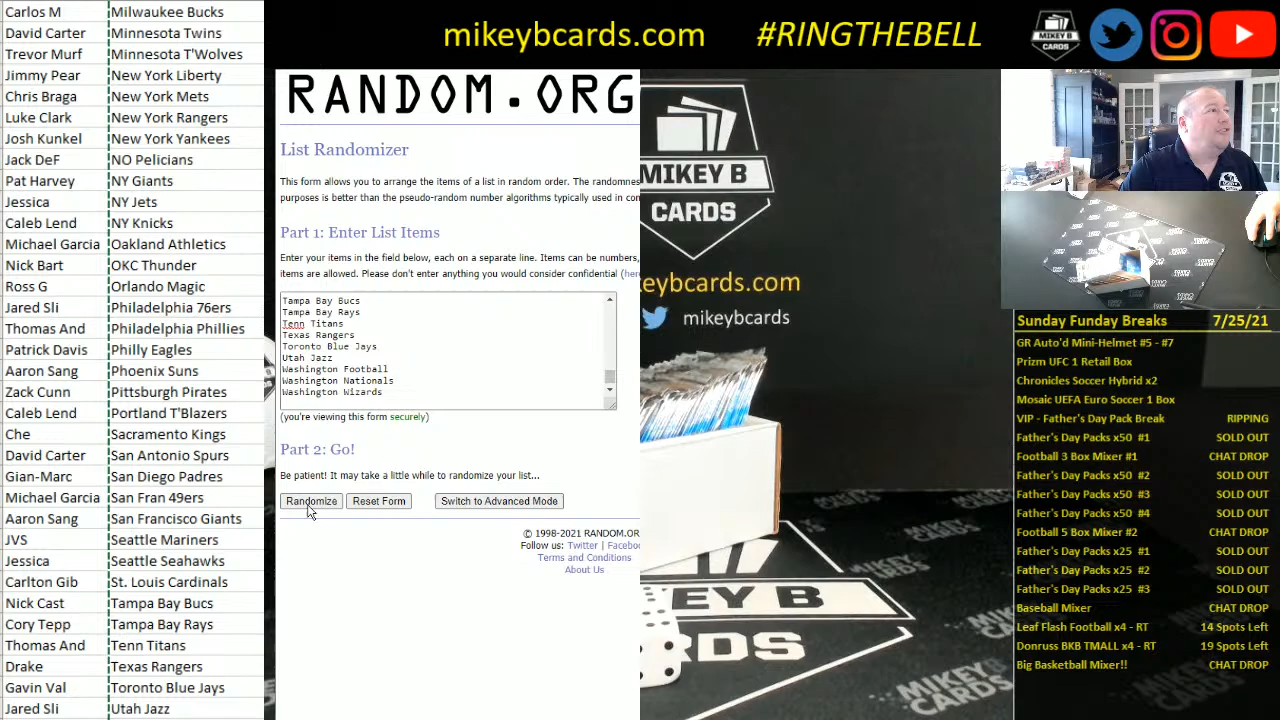 Carlos M Milwaukee Bucks
David Carter Minnesota Twins
Trevor Murf Minnesota T'Wolves
Jimmy Pear New York Liberty
Chris Braga New York Mets
Luke Clark New York Rangers
Josh Kunkel New York Yankees
Jack DeF NO Pelicians
Pat Harvey NY Giants
Jessica NY Jets
Caleb Lend NY Knicks
Michael Garcia Oakland Athletics
Nick Bart OKC Thunder
Ross G Orlando Magic
Jared Sli Philadelphia 76ers
Thomas And Philadelphia Phillies
Patrick Davis Philly Eagles
Aaron Sang Phoenix Suns
Zack Cunn Pittsburgh Pirates
Caleb Lend Portland T'Blazers
Che Sacramento Kings
David Carter San Antonio Spurs
Gian-Marc San Diego Padres
Michael Garcia San Fran 49ers
Aaron Sang San Francisco Giants
JVS Seattle Mariners
Jessica Seattle Seahawks
Carlton Gib St. Louis Cardinals
Nick Cast Tampa Bay Bucs
Cory Tepp Tampa Bay Rays
Thomas And Tenn Titans
Drake Texas Rangers
Gavin Val Toronto Blue Jays
Jared Sli Utah Jazz
mikeybcards.com #RINGTHEBELL
MIKEY B
CARDS
RANDOM.ORG
List Randomizer
This form allows you to arrange the items of a list in random order. The randomnes
purposes is better than the pseudo-random number algorithms typically used in con
Part 1: Enter List Items
Enter your items in the field below, each on a separate line. Items can be numbers,
items are allowed. Please don't enter anything you would consider confidential (her
Tampa Bay Bucs
Tampa Bay Rays
Tenn Titans
Texas Rangers
Toronto Blue Jays
Utah Jazz
Washington Football
Washington Nationals
Washington Wizards
(you're viewing this form securely)
Part 2: Go!
Be patient! It may take a little while to randomize your list...
Randomize Reset Form Switch to Advanced Mode
© 1998-2021 RANDOM.OR
Follow us: Twitter | Faceboo
Terms and Conditions
About Us
MIKEY B
CARDS
eybcards.com
mikeybcards
EY B
RDS
Sunday Funday Breaks 7/25/21
GR Auto'd Mini-Helmet #5 - #7
Prizm UFC 1 Retail Box
Chronicles Soccer Hybrid x2
Mosaic UEFA Euro Soccer 1 Box
VIP - Father's Day Pack Break RIPPING
Father's Day Packs x50 #1 SOLD OUT
Football 3 Box Mixer #1 CHAT DROP
Father's Day Packs x50 #2 SOLD OUT
Father's Day Packs x50 #3 SOLD OUT
Father's Day Packs x50 #4 SOLD OUT
Football 5 Box Mixer #2 CHAT DROP
Father's Day Packs x25 #1 SOLD OUT
Father's Day Packs x25 #2 SOLD OUT
Father's Day Packs x25 #3 SOLD OUT
Baseball Mixer CHAT DROP
Leaf Flash Football x4 - RT 14 Spots Left
Donruss BKB TMALL x4 - RT 19 Spots Left
Big Basketball Mixer!! CHAT DROP